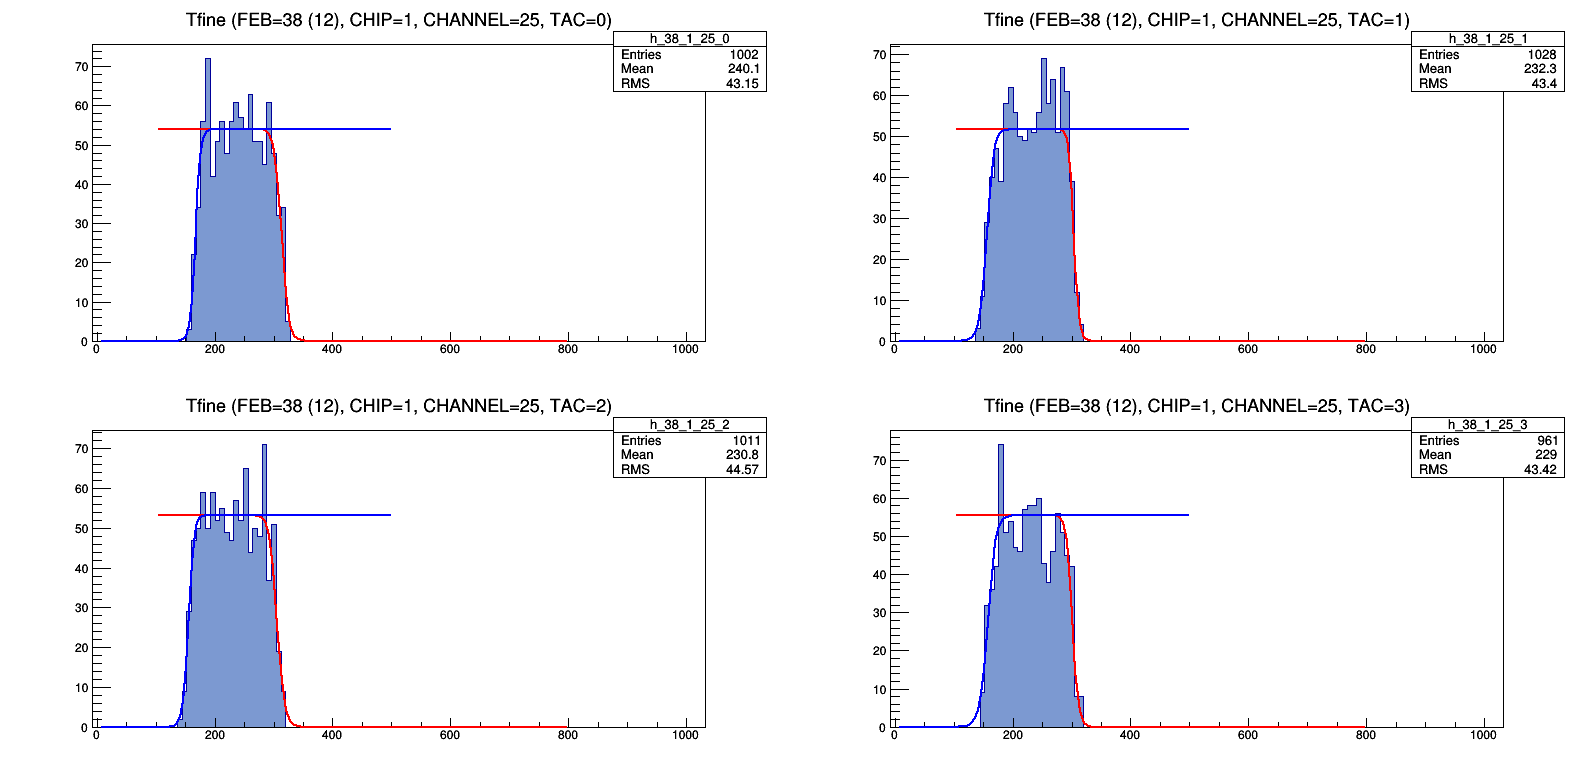 Tfine (FEB=38 (12), CHIP=1, CHANNEL=25, TAC=0)
h_38_1_25_0
Entries 1002
Mean 240.1
RMS 43.15
70
60
50
40
30
20
10
0
0 200 400 600 800 1000
Tfine (FEB=38 (12), CHIP=1, CHANNEL=25, TAC=1)
h_38_1_25_1
Entries 1028
Mean 232.3
RMS 43.4
70
60
50
40
30
20
10
0
0 200 400 600 800 1000
Tfine (FEB=38 (12), CHIP=1, CHANNEL=25, TAC=2)
h_38_1_25_2
Entries 1011
Mean 230.8
RMS 44.57
70
60
50
40
30
20
10
0
0 200 400 600 800 1000
Tfine (FEB=38 (12), CHIP=1, CHANNEL=25, TAC=3)
h_38_1_25_3
Entries 961
Mean 229
RMS 43.42
70
60
50
40
30
20
10
0
0 200 400 600 800 1000